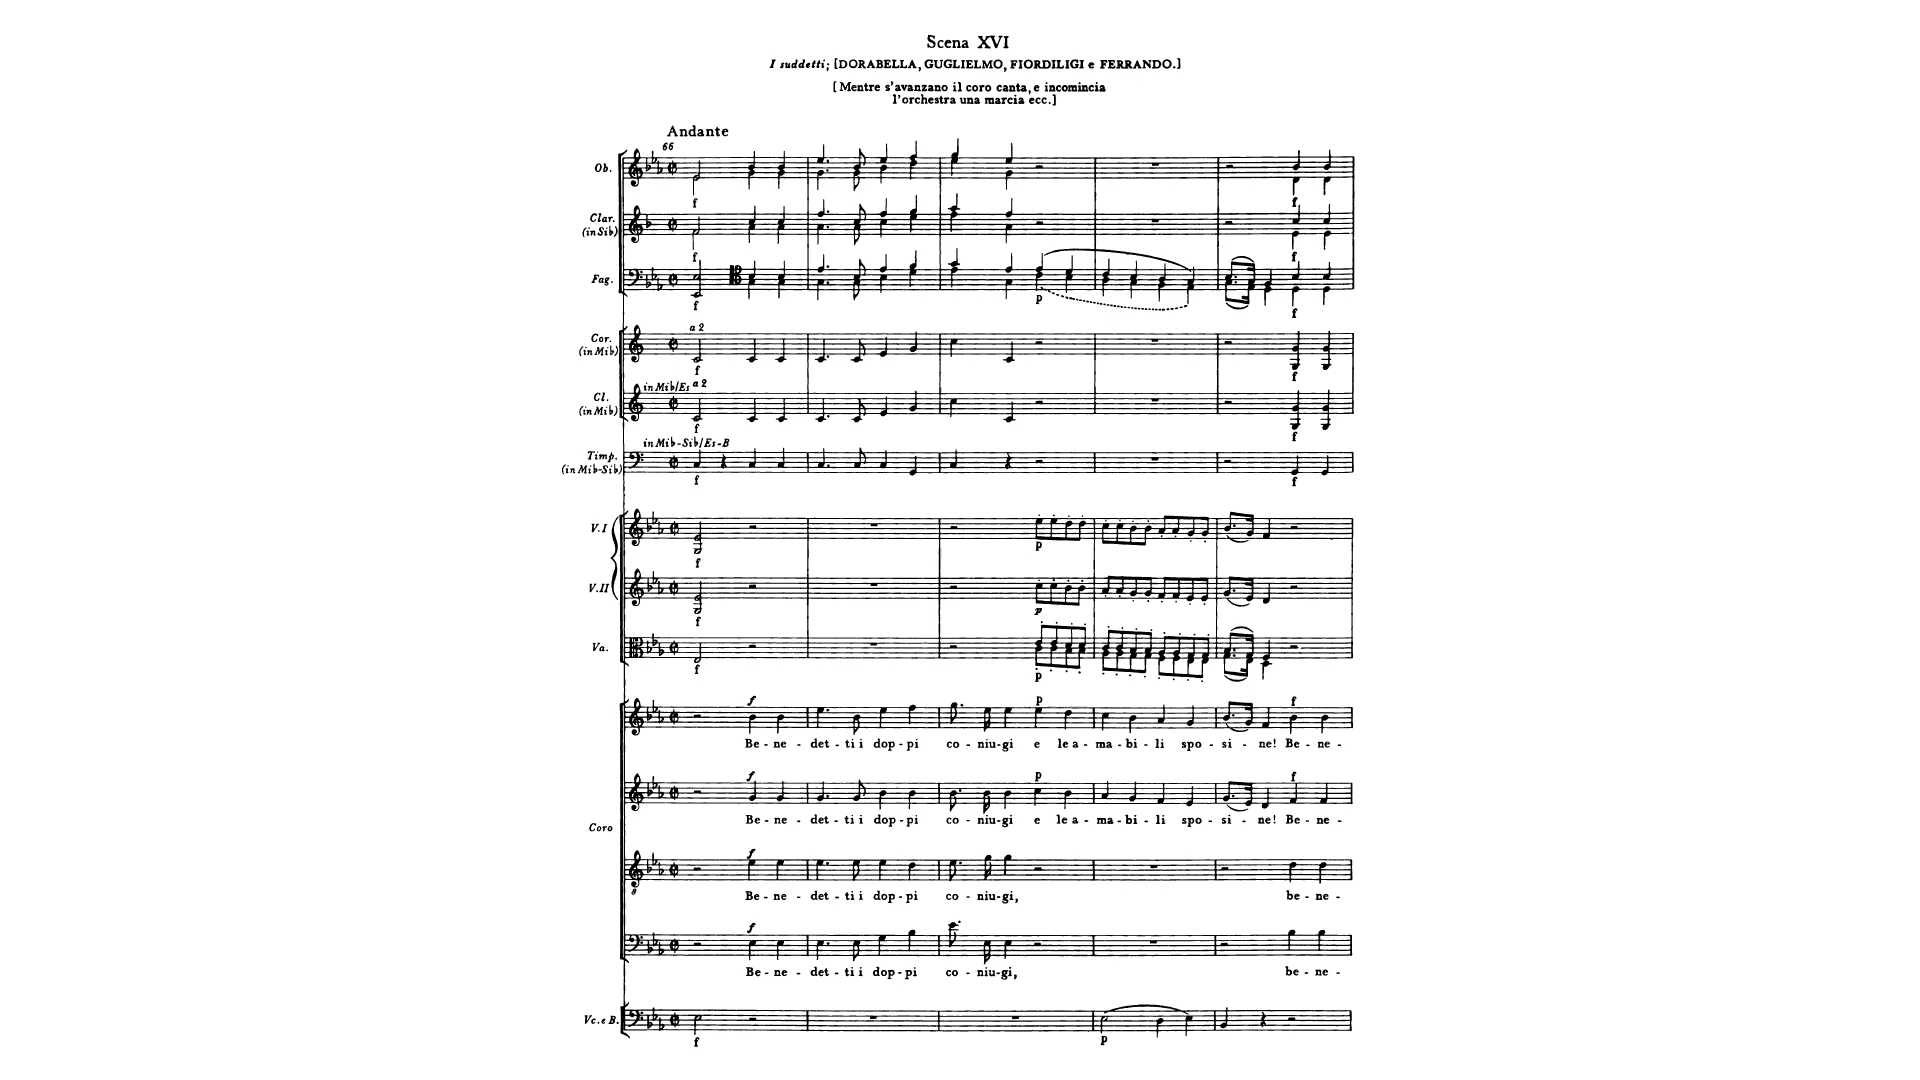 Scena XVI
I suddetti; [DORABELLA, GUGLIELMO, FIORDILIGI e FERRANDO.]
[Mentre s'avanzano il coro canta, e incomincia
l'orchestra una marcia ecc.]
Andante
66
Ob.
f f
Clar.
(in Sib)
f f
Fag.
f p f
a 2
Cor.
(in Mib)
f f
in Mib/Es a 2
Cl.
(in Mib)
f f
in Mib-Sib/Es-B
Timp.
(in Mib-Sib)
f f
V.I
f p
V.II
f p
Va.
f p
f p f
Be - ne - det - ti i dop - pi co - niu - gi e le a - ma - bi - li spo - si - ne! Be - ne -
f p f
Be - ne - det - ti i dop - pi co - niu - gi e le a - ma - bi - li spo - si - ne! Be - ne -
Coro
f
8
Be - ne - det - ti i dop - pi co - niu - gi, be - ne -
f
Be - ne - det - ti i dop - pi co - niu - gi, be - ne -
Vc. e B.
f p